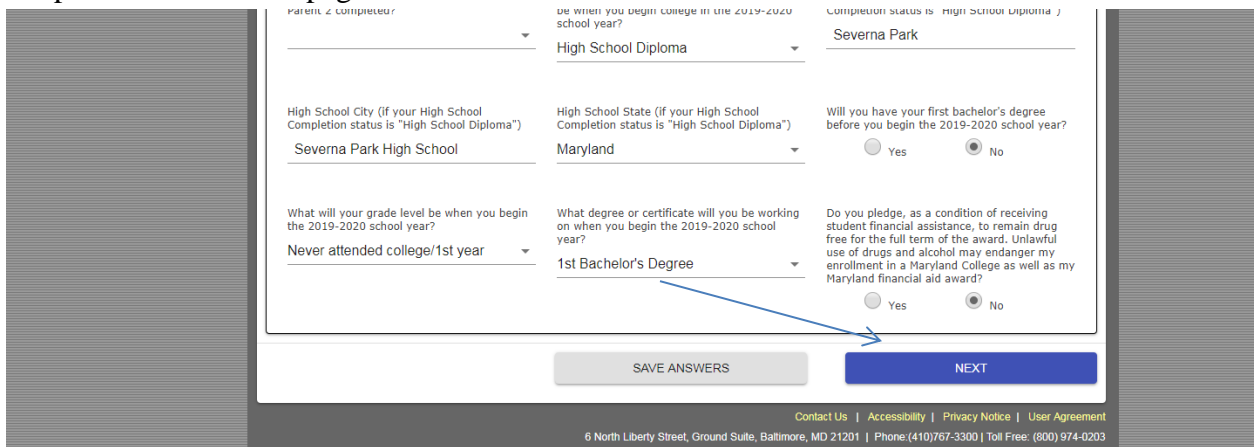 Parent 2 completed?
be when you begin college in the 2019-2020
school year?
High School Diploma
Completion status is "High School Diploma")
Severna Park
High School City (if your High School
Completion status is "High School Diploma")
Severna Park High School
High School State (if your High School
Completion status is "High School Diploma")
Maryland
Will you have your first bachelor's degree
before you begin the 2019-2020 school year?
Yes No
What will your grade level be when you begin
the 2019-2020 school year?
Never attended college/1st year
What degree or certificate will you be working
on when you begin the 2019-2020 school
year?
1st Bachelor's Degree
Do you pledge, as a condition of receiving
student financial assistance, to remain drug
free for the full term of the award. Unlawful
use of drugs and alcohol may endanger my
enrollment in a Maryland College as well as my
Maryland financial aid award?
Yes No
SAVE ANSWERS
NEXT
Contact Us | Accessibility | Privacy Notice | User Agreement
6 North Liberty Street, Ground Suite, Baltimore, MD 21201 | Phone:(410)767-3300 | Toll Free: (800) 974-0203